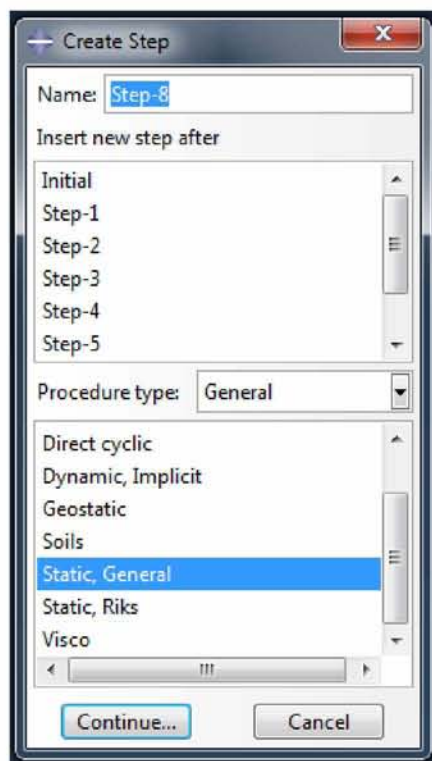 Create Step
Name: Step-8
Insert new step after
Initial
Step-1
Step-2
Step-3
Step-4
Step-5
Procedure type: General
Direct cyclic
Dynamic, Implicit
Geostatic
Soils
Static, General
Static, Riks
Visco
Continue... Cancel